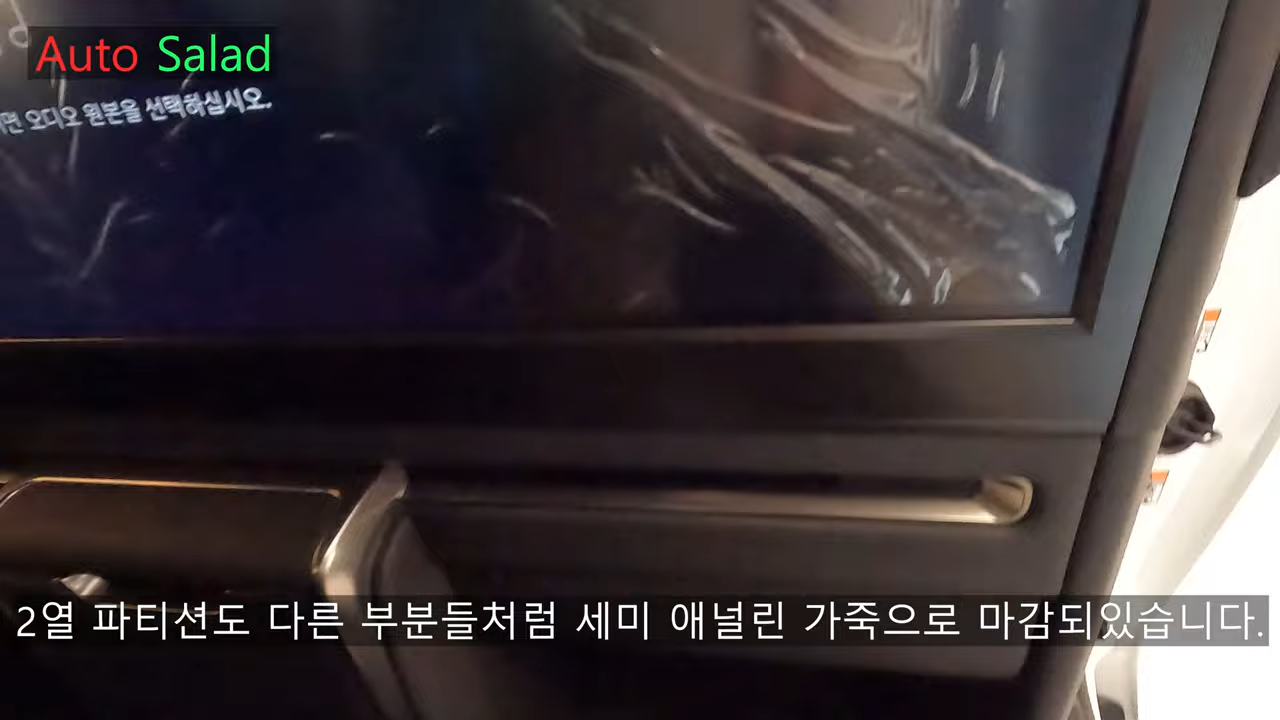 Auto Salad
면 오디오 원본을 선택하십시오.
2열 파티션도 다른 부분들처럼 세미 애널린 가죽으로 마감되있습니다.